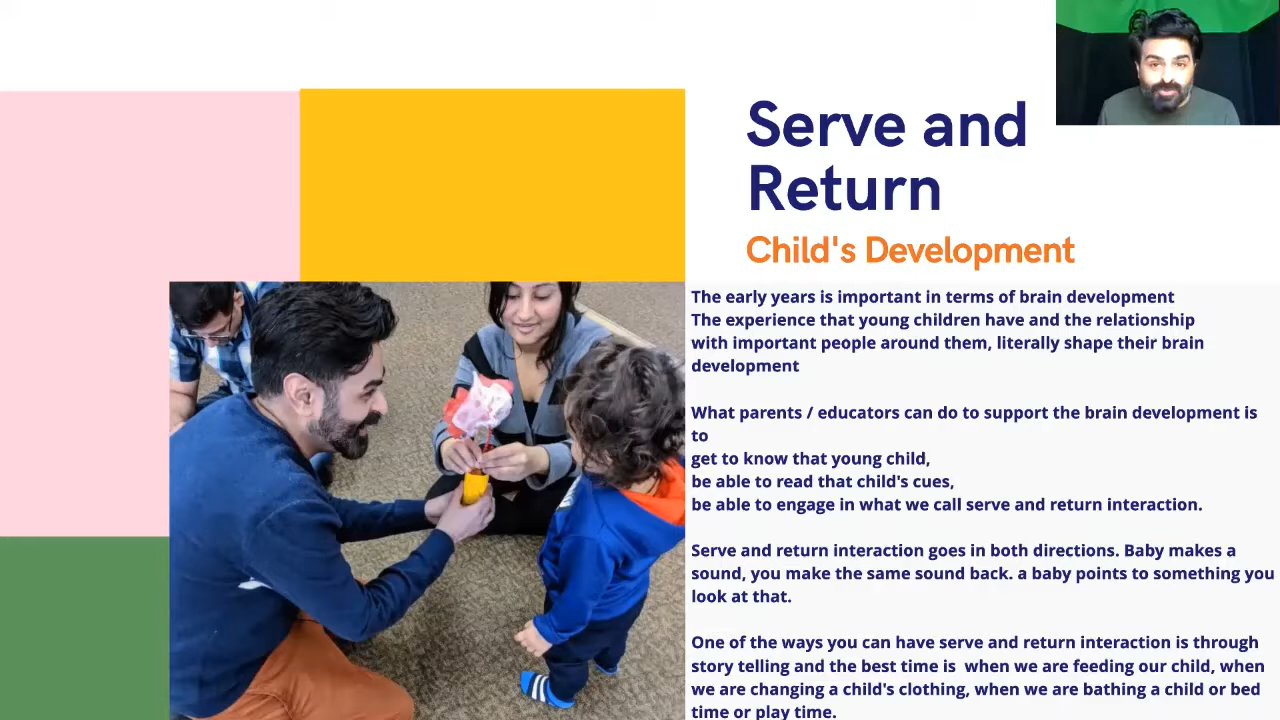 Serve and
Return
Child's Development
The early years is important in terms of brain development
The experience that young children have and the relationship
with important people around them, literally shape their brain
development
What parents / educators can do to support the brain development is
to
get to know that young child,
be able to read that child's cues,
be able to engage in what we call serve and return interaction.
Serve and return interaction goes in both directions. Baby makes a
sound, you make the same sound back. a baby points to something you
look at that.
One of the ways you can have serve and return interaction is through
story telling and the best time is  when we are feeding our child, when
we are changing a child's clothing, when we are bathing a child or bed
time or play time.